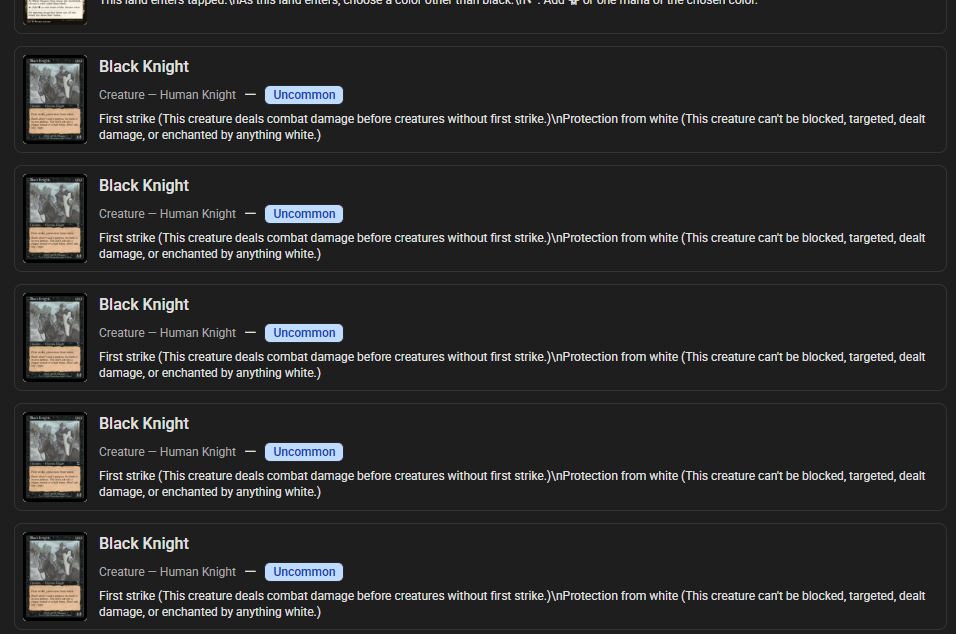 This land enters tapped.\nAs this land enters, choose a color other than black.\n : Add or one mana of the chosen color.
Black Knight
Creature — Human Knight — Uncommon
First strike (This creature deals combat damage before creatures without first strike.)\nProtection from white (This creature can't be blocked, targeted, dealt
damage, or enchanted by anything white.)
Black Knight
Creature — Human Knight — Uncommon
First strike (This creature deals combat damage before creatures without first strike.)\nProtection from white (This creature can't be blocked, targeted, dealt
damage, or enchanted by anything white.)
Black Knight
Creature — Human Knight — Uncommon
First strike (This creature deals combat damage before creatures without first strike.)\nProtection from white (This creature can't be blocked, targeted, dealt
damage, or enchanted by anything white.)
Black Knight
Creature — Human Knight — Uncommon
First strike (This creature deals combat damage before creatures without first strike.)\nProtection from white (This creature can't be blocked, targeted, dealt
damage, or enchanted by anything white.)
Black Knight
Creature — Human Knight — Uncommon
First strike (This creature deals combat damage before creatures without first strike.)\nProtection from white (This creature can't be blocked, targeted, dealt
damage, or enchanted by anything white.)